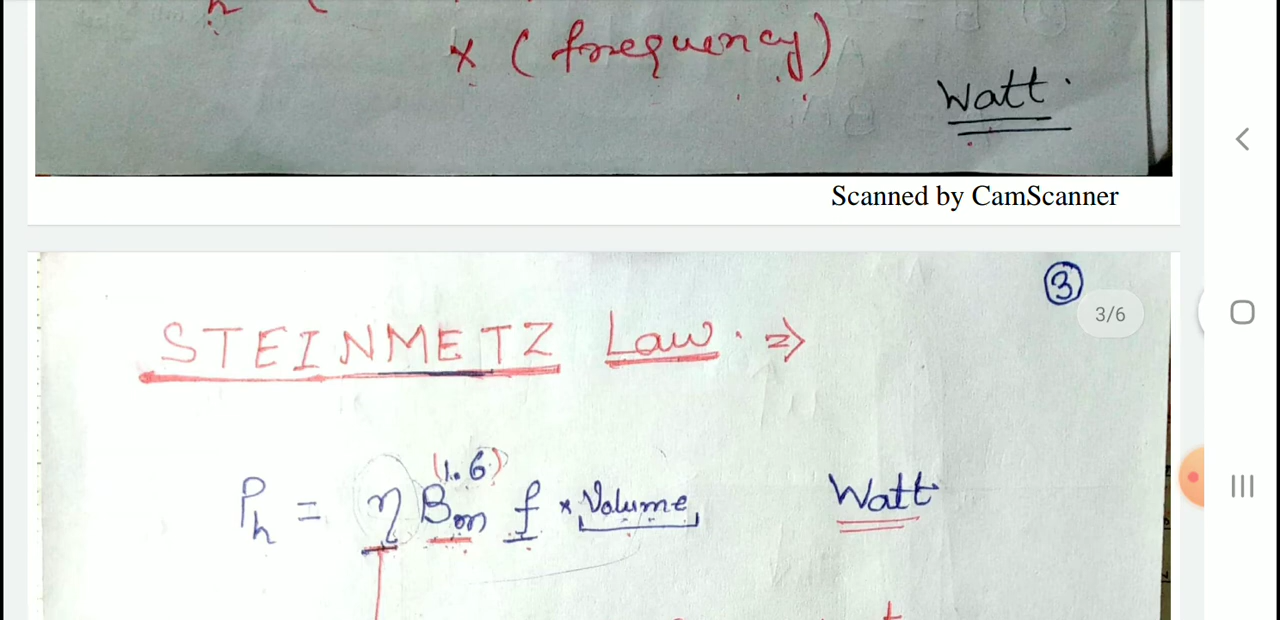 h (
x (frequency)
Watt.
Scanned by CamScanner
3
3/6
STEINMETZ Law. ⇒
Ph = η Bm^(1.6) f × Volume Watt